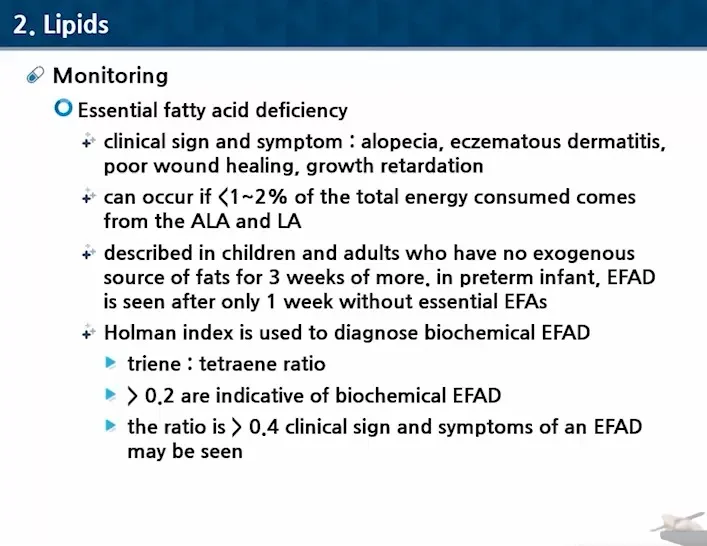 2. Lipids
Monitoring
Essential fatty acid deficiency
clinical sign and symptom : alopecia, eczematous dermatitis,
poor wound healing, growth retardation
can occur if <1~2% of the total energy consumed comes
from the ALA and LA
described in children and adults who have no exogenous
source of fats for 3 weeks of more. in preterm infant, EFAD
is seen after only 1 week without essential EFAs
Holman index is used to diagnose biochemical EFAD
triene : tetraene ratio
> 0.2 are indicative of biochemical EFAD
the ratio is > 0.4 clinical sign and symptoms of an EFAD
may be seen